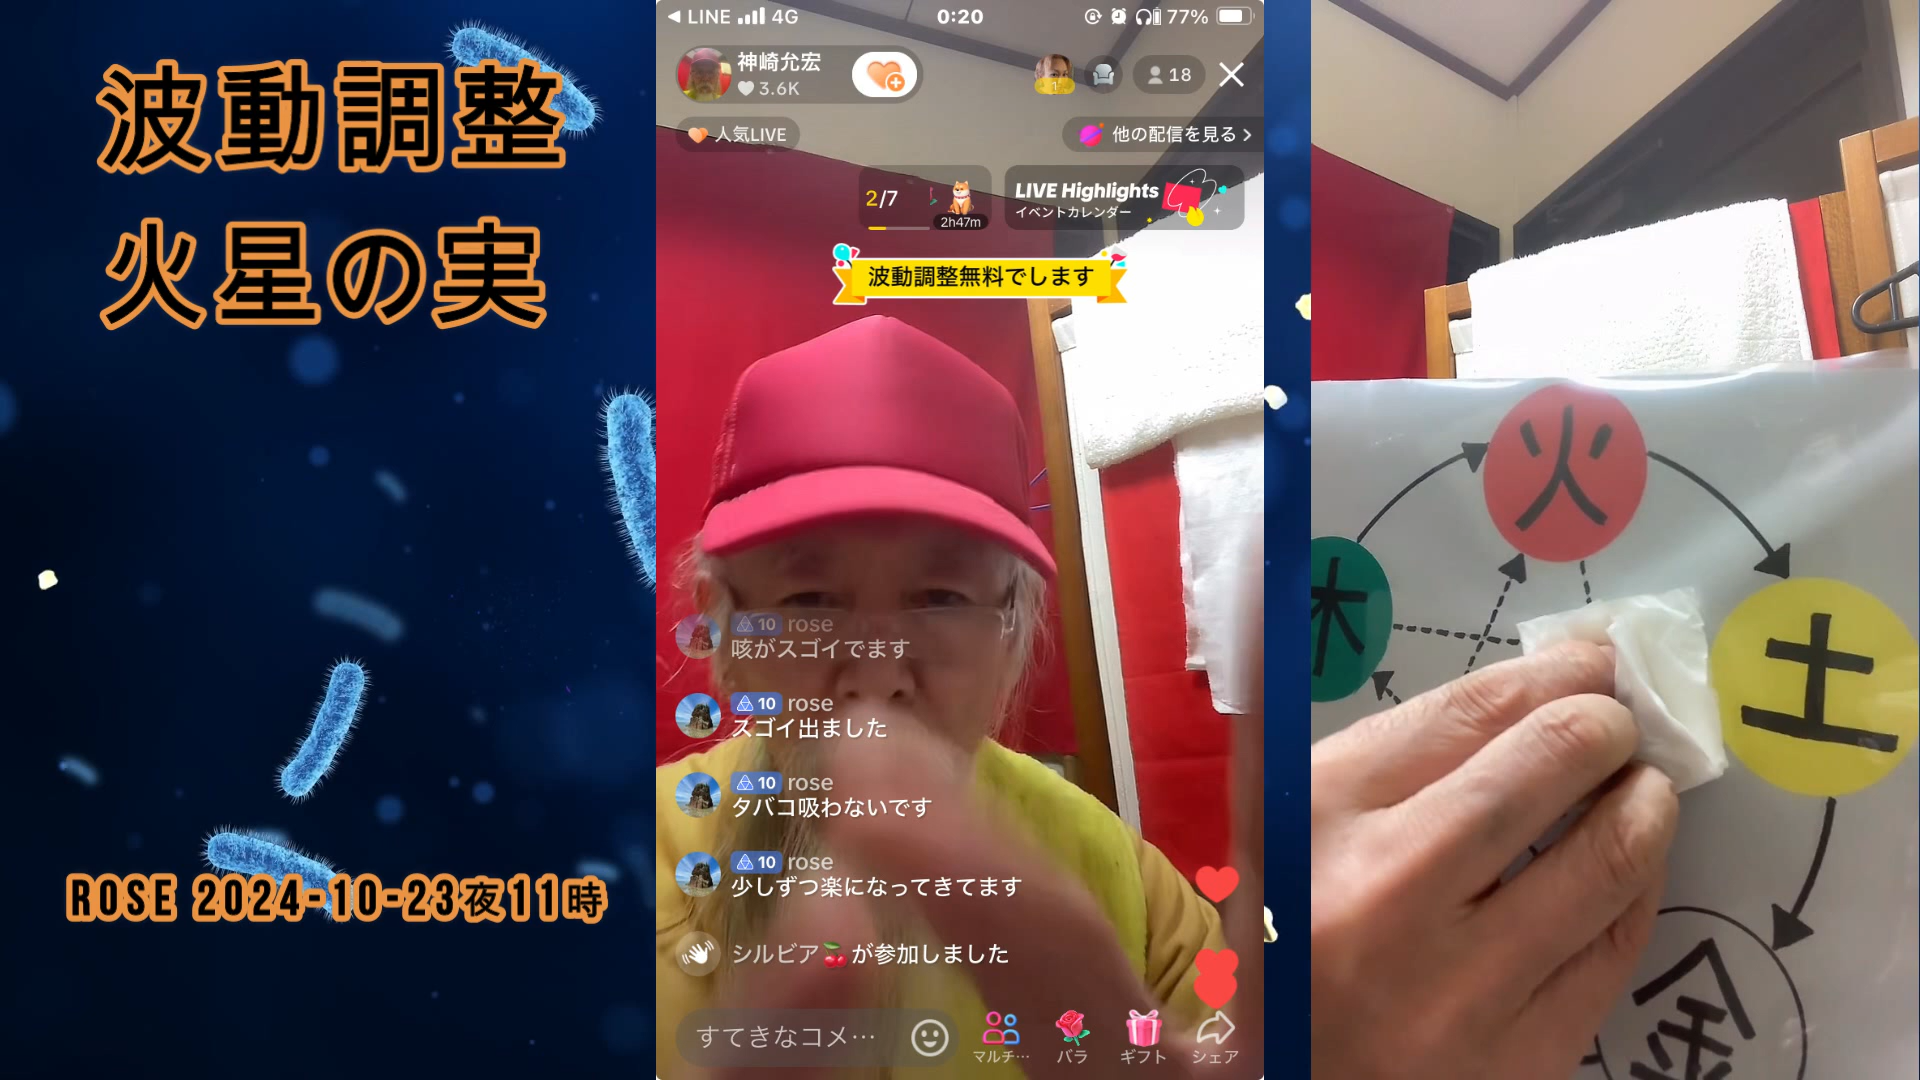 波動調整
火星の実
ROSE 2024-10-23夜11時
LINE 4G
0:20
77%
神崎允宏
3.6K
18
人気LIVE
他の配信を見る
2/7
2h47m
LIVE Highlights
イベントカレンダー
波動調整無料でします
10 rose
咳がスゴイでます
10 rose
スゴイ出ました
10 rose
タバコ吸わないです
10 rose
少しずつ楽になってきてます
シルビア🍒が参加しました
すてきなコメ…
マルチ…
バラ
ギフト
シェア
火
木
土
金